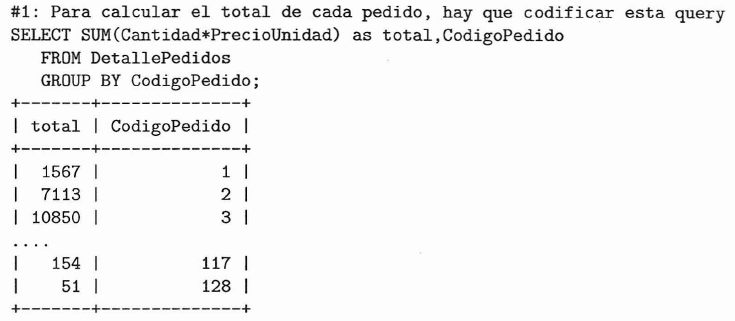 #1: Para calcular el total de cada pedido, hay que codificar esta query
SELECT SUM(Cantidad*PrecioUnidad) as total,CodigoPedido
   FROM DetallePedidos
   GROUP BY CodigoPedido;
+-------+--------------+
| total | CodigoPedido |
+-------+--------------+
|  1567 |            1 |
|  7113 |            2 |
| 10850 |            3 |
....
|   154 |          117 |
|    51 |          128 |
+-------+--------------+